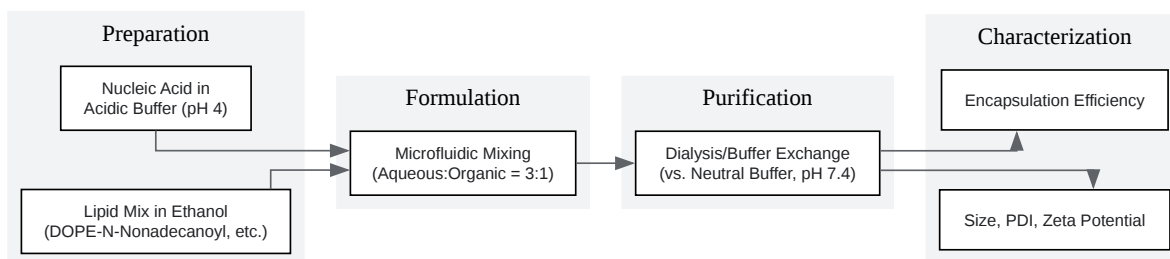 Preparation
Nucleic Acid in
Acidic Buffer (pH 4)
Lipid Mix in Ethanol
(DOPE-N-Nonadecanoyl, etc.)
Formulation
Microfluidic Mixing
(Aqueous:Organic = 3:1)
Purification
Dialysis/Buffer Exchange
(vs. Neutral Buffer, pH 7.4)
Characterization
Encapsulation Efficiency
Size, PDI, Zeta Potential